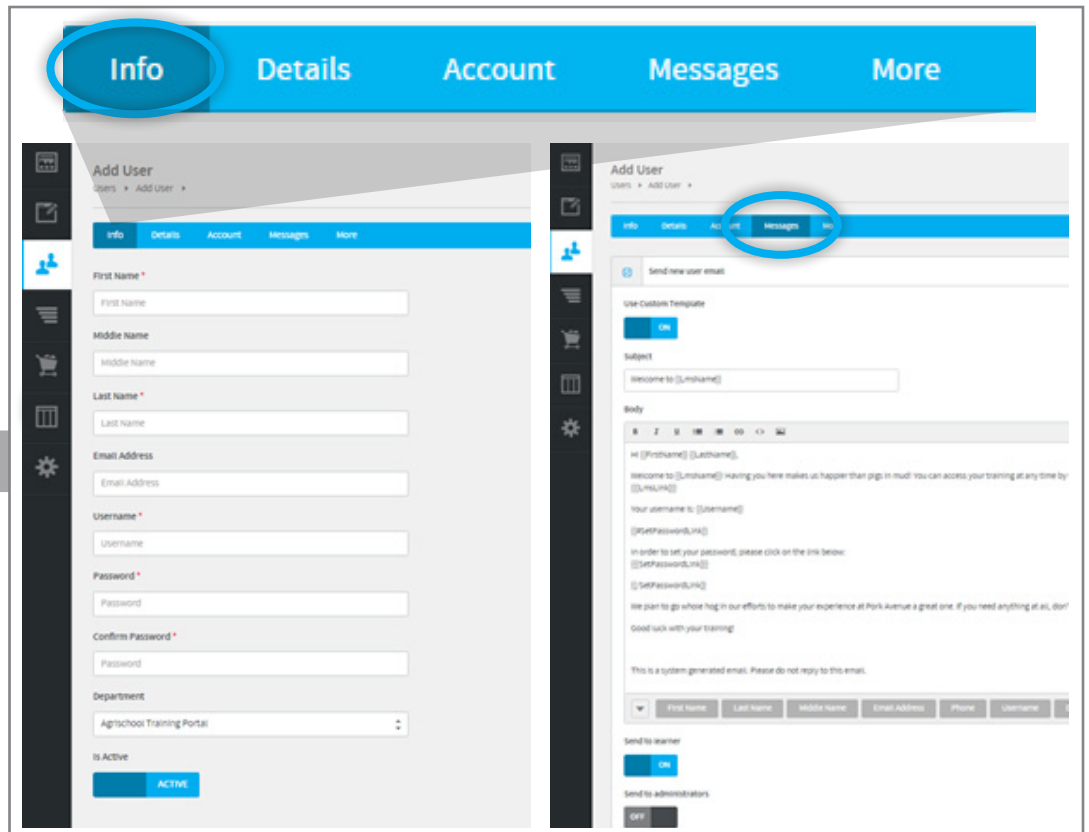 Info Details Account Messages More
Add User
Users Add User
Info Details Account Messages More
First Name *
First Name
Middle Name
Middle Name
Last Name *
Last Name
Email Address
Email Address
Username *
Username
Password *
Password
Confirm Password *
Password
Department
Agrischool Training Portal
Is Active
ACTIVE
Add User
Users Add User
Info Details Account Messages
Send new user email
Use Custom Template
ON
Subject
Welcome to {{LmsName}}
Body
B I U
Hi {{FirstName}} {{LastName}},
Welcome to {{LmsName}}! Having you here makes us happier than pigs in mud! You can access your training at any time by
{{{LmsLink}}}
Your username is: {{Username}}
{{#SetPasswordLink}}
In order to set your password, please click on the link below:
{{{SetPasswordLink}}}
{{/SetPasswordLink}}
We plan to go whole hog in our efforts to make your experience at Pork Avenue a great one. If you need anything at all, don'
Good luck with your training!
This is a system generated email. Please do not reply to this email.
First Name Last Name Middle Name Email Address Phone Username
Send to learner
ON
Send to administrators
OFF